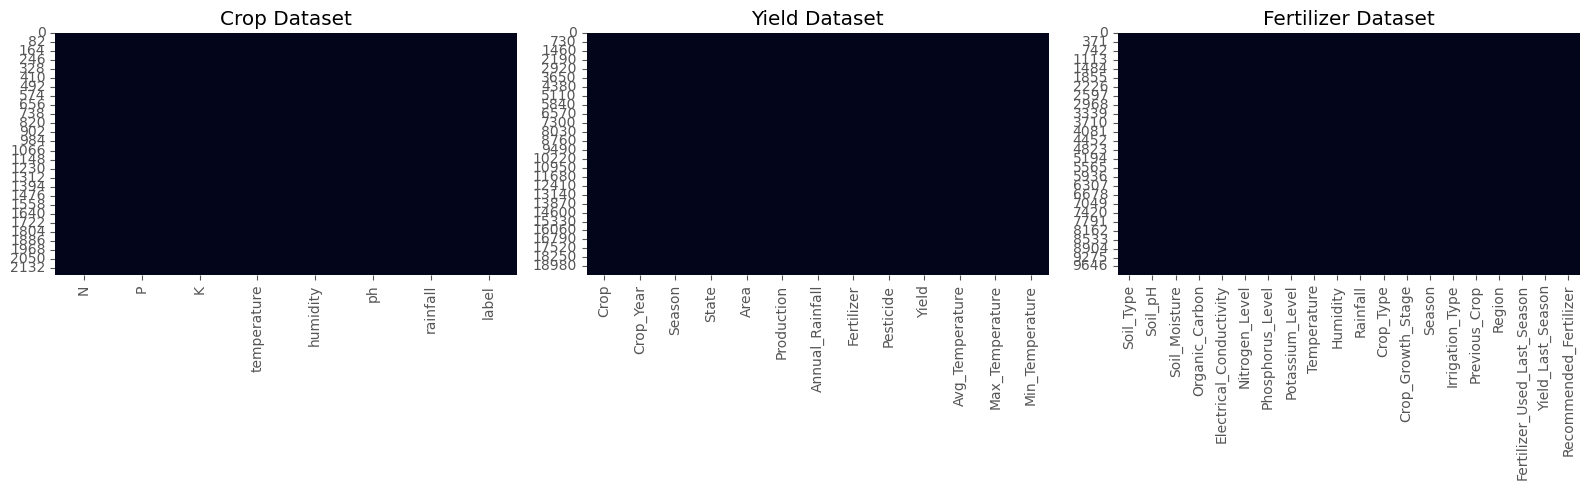 Crop Dataset
0
82
164
246
328
410
492
574
656
738
820
902
984
1066
1148
1230
1312
1394
1476
1558
1640
1722
1804
1886
1968
2050
2132
N
P
K
temperature
humidity
ph
rainfall
label
Yield Dataset
0
730
1460
2190
2920
3650
4380
5110
5840
6570
7300
8030
8760
9490
10220
10950
11680
12410
13140
13870
14600
15330
16060
16790
17520
18250
18980
Crop
Crop_Year
Season
State
Area
Production
Annual_Rainfall
Fertilizer
Pesticide
Yield
Avg_Temperature
Max_Temperature
Min_Temperature
Fertilizer Dataset
0
371
742
1113
1484
1855
2226
2597
2968
3339
3710
4081
4452
4823
5194
5565
5936
6307
6678
7049
7420
7791
8162
8533
8904
9275
9646
Soil_Type
Soil_pH
Soil_Moisture
Organic_Carbon
Electrical_Conductivity
Nitrogen_Level
Phosphorus_Level
Potassium_Level
Temperature
Humidity
Rainfall
Crop_Type
Crop_Growth_Stage
Season
Irrigation_Type
Previous_Crop
Region
Fertilizer_Used_Last_Season
Yield_Last_Season
Recommended_Fertilizer